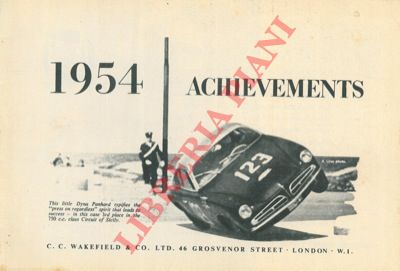 1954 ACHIEVEMENTS
A Life photo.
123
This little Dyna Panhard typifies the
"press on regardless" spirit that leads to
success — in this case 3rd place in the
750 c.c. class Circuit of Sicily.
LIBRERIA PIANI
C. C. WAKEFIELD & CO. LTD. 46 GROSVENOR STREET · LONDON · W.1.